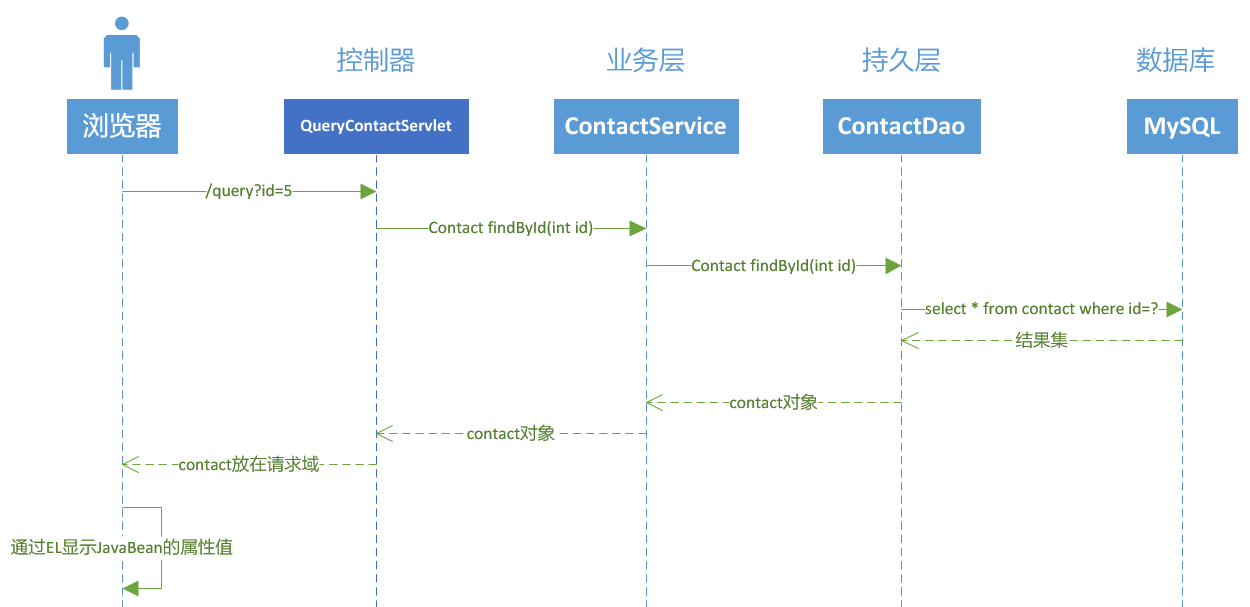 控制器
业务层
持久层
数据库
浏览器
QueryContactServlet
ContactService
ContactDao
MySQL
/query?id=5
Contact findById(int id)
Contact findById(int id)
select * from contact where id=?
结果集
contact对象
contact对象
contact放在请求域
通过EL显示JavaBean的属性值